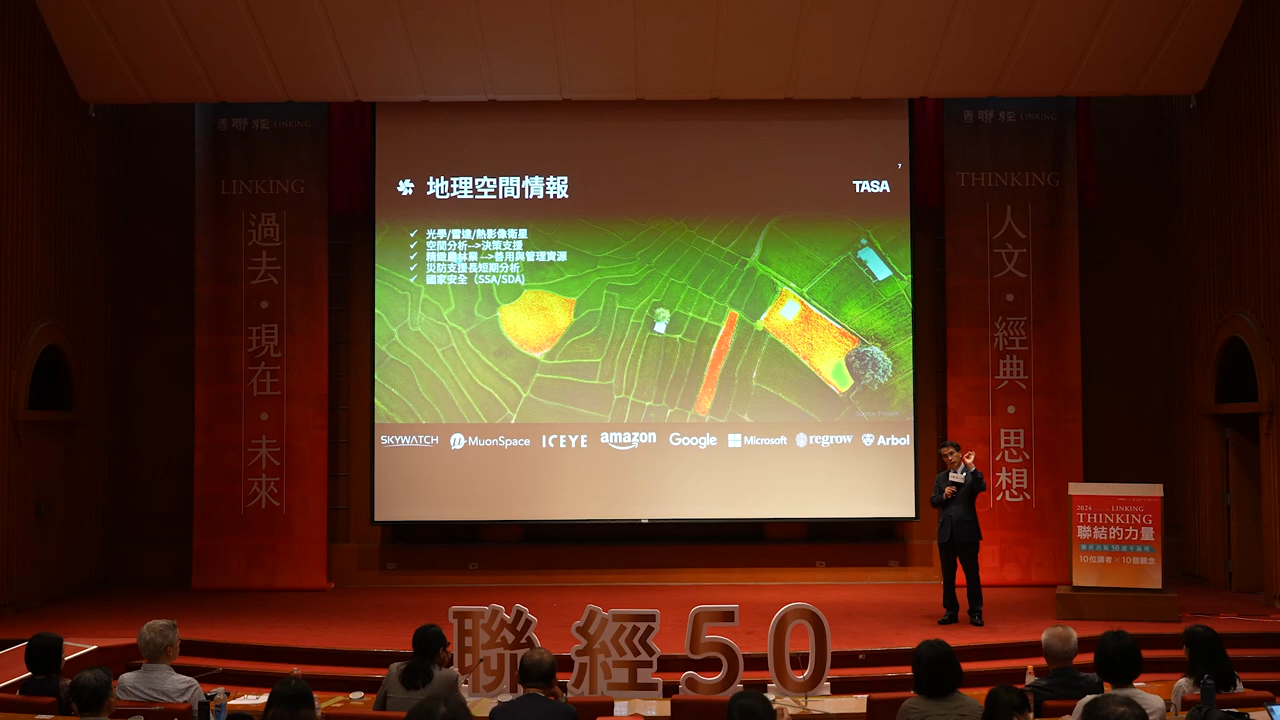 聯經 LINKING
LINKING
過去・現在・未來
7
地理空間情報
TASA
✓ 光學/雷達/熱影像衛星
✓ 空間分析-->決策支援
✓ 精緻農林業 -->善用與管理資源
✓ 災防支援長短期分析
✓ 國家安全（SSA/SDA)
SKYWATCH MuonSpace ICEYE amazon Google Microsoft regrow Arbol
聯經 LINKING
THINKING
人文・經典・思想
2024 LINKING
THINKING
聯結的力量
10位講者×10個觀念
聯經50